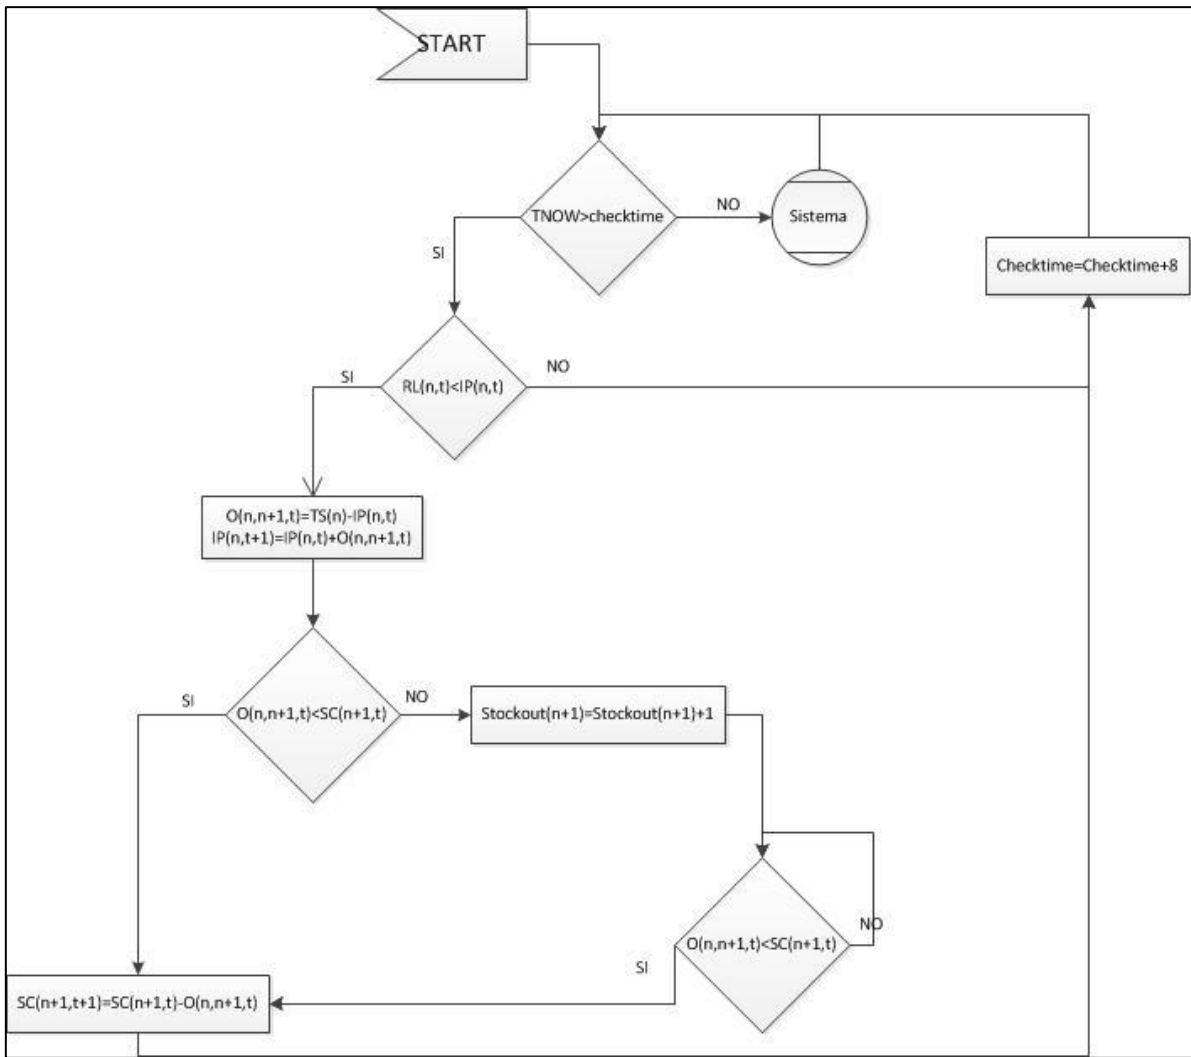 START
TNOW>checktime
NO
Sistema
SI
Checktime=Checktime+8
RL(n,t)<IP(n,t)
NO
SI
O(n,n+1,t)=TS(n)-IP(n,t)
IP(n,t+1)=IP(n,t)+O(n,n+1,t)
O(n,n+1,t)<SC(n+1,t)
SI
NO
Stockout(n+1)=Stockout(n+1)+1
O(n,n+1,t)<SC(n+1,t)
NO
SI
SC(n+1,t+1)=SC(n+1,t)-O(n,n+1,t)